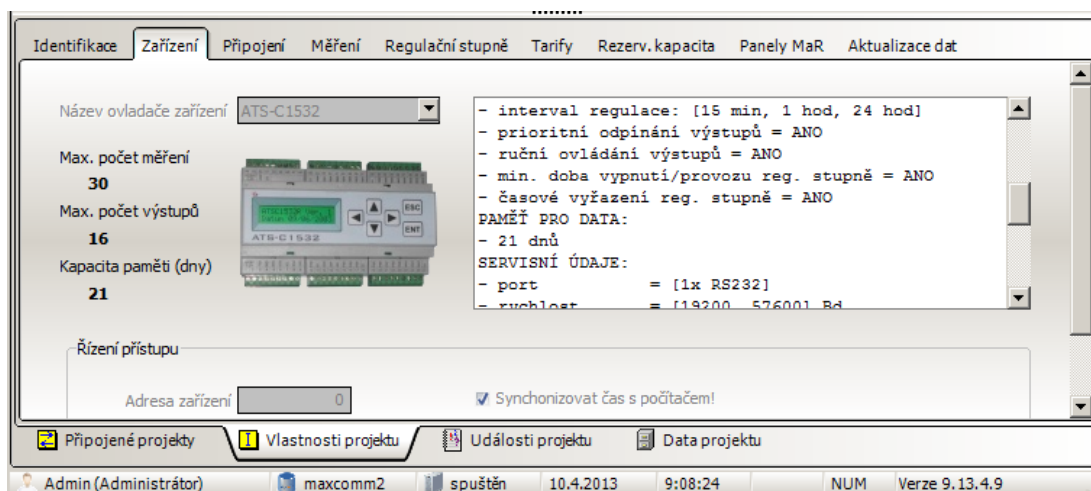 Identifikace Zařízení Připojení Měření Regulační stupně Tarify Rezerv. kapacita Panely MaR Aktualizace dat
Název ovladače zařízení ATS-C1532
Max. počet měření
30
Max. počet výstupů
16
Kapacita paměti (dny)
21
ESC
ENT
ATS-C1532
- interval regulace: [15 min, 1 hod, 24 hod]
- prioritní odpínání výstupů = ANO
- ruční ovládání výstupů = ANO
- min. doba vypnutí/provozu reg. stupně = ANO
- časové vyřazení reg. stupně = ANO
PAMĚŤ PRO DATA:
- 21 dnů
SERVISNÍ ÚDAJE:
- port = [1x RS232]
- rychlost = [19200, 57600] Bd
Řízení přístupu
Adresa zařízení 0 Synchonizovat čas s počítačem!
Připojené projekty Vlastnosti projektu Události projektu Data projektu
Admin (Administrátor) maxcomm2 spuštěn 10.4.2013 9:08:24 NUM Verze 9.13.4.9